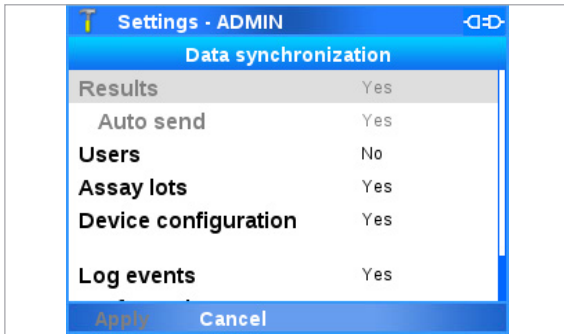 Settings - ADMIN
Data synchronization
Results Yes
Auto send Yes
Users No
Assay lots Yes
Device configuration Yes
Log events Yes
Apply Cancel